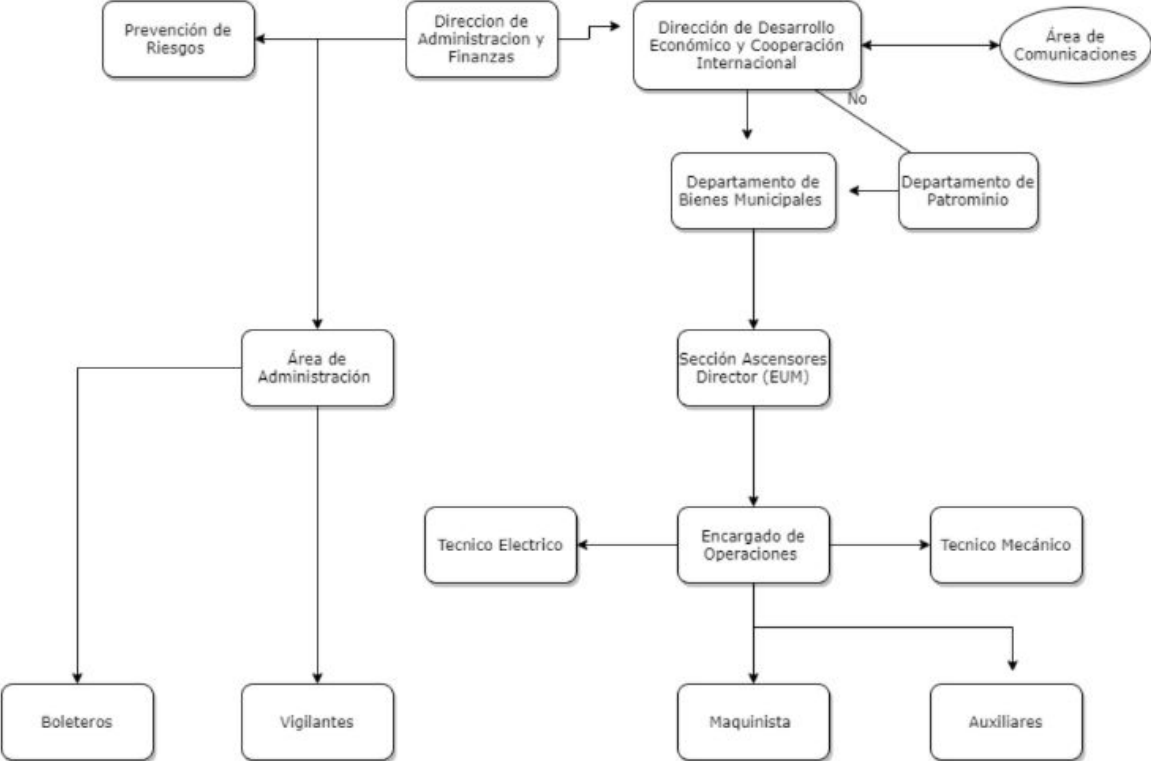 Prevención de
Riesgos
Direccion de
Administracion y
Finanzas
Dirección de Desarrollo
Económico y Cooperación
Internacional
Área de
Comunicaciones
No
Departamento de
Bienes Municipales
Departamento de
Patrominio
Área de
Administración
Sección Ascensores
Director (EUM)
Tecnico Electrico
Encargado de
Operaciones
Tecnico Mecánico
Boleteros
Vigilantes
Maquinista
Auxiliares